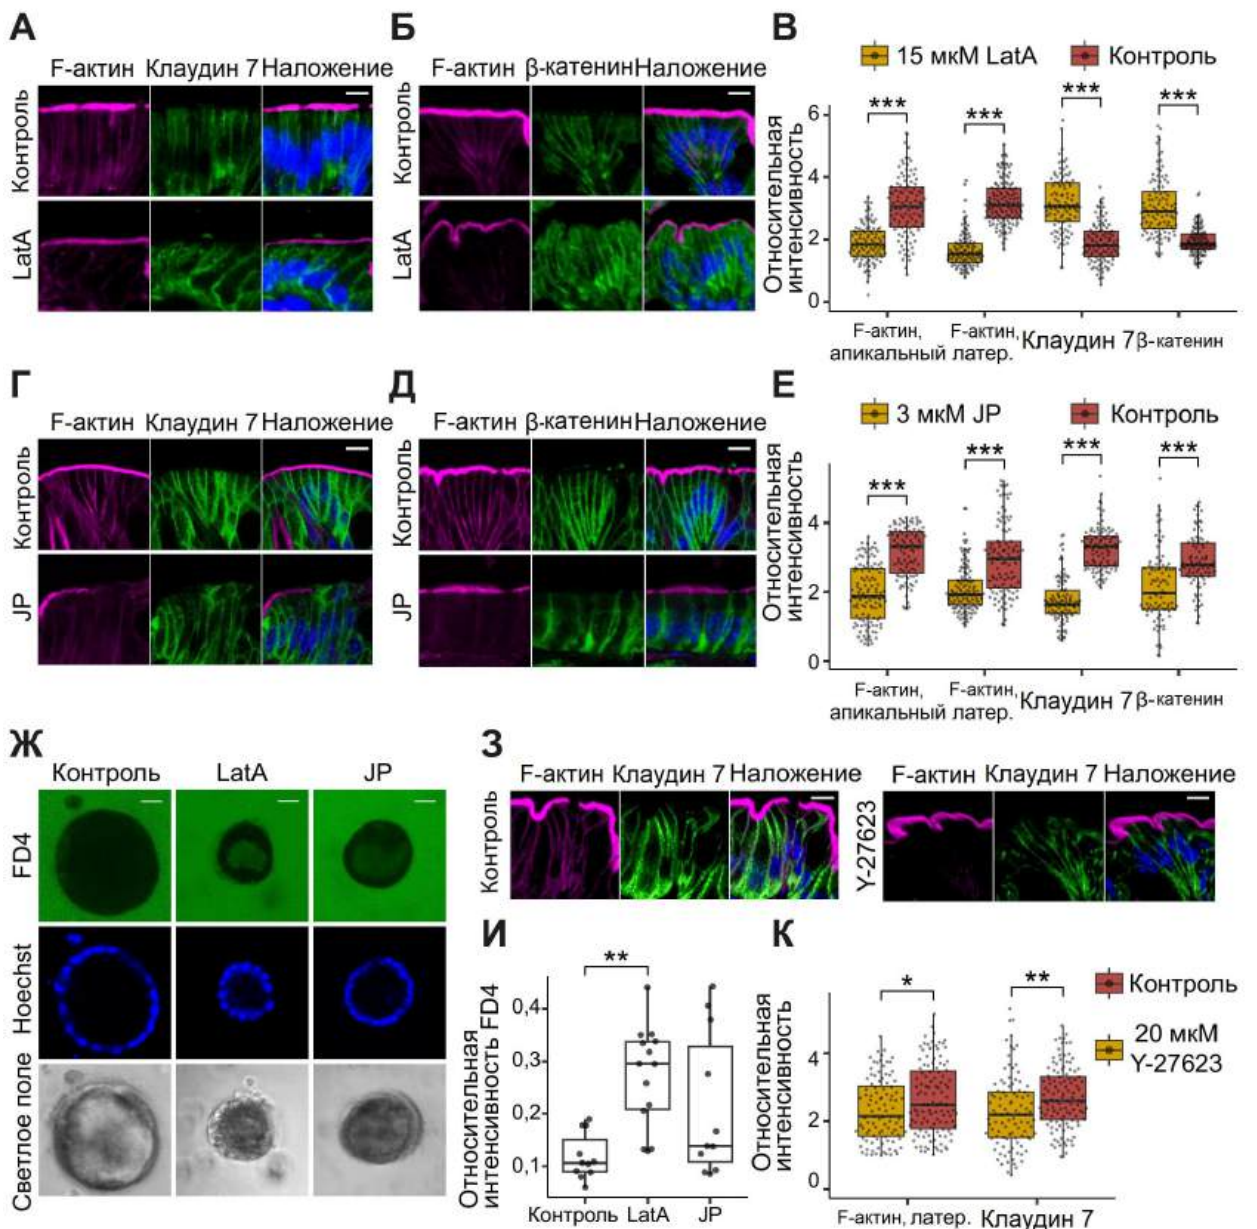 А
F-актин Клаудин 7 Наложение
Контроль
LatA
Б
F-актин β-катенин Наложение
Контроль
LatA
В
15 мкМ LatA Контроль
Относительная
интенсивность
6
4
2
0
*** *** *** ***
F-актин, F-актин, Клаудин 7 β-катенин
апикальный латер.
Г
F-актин Клаудин 7 Наложение
Контроль
JP
Д
F-актин β-катенин Наложение
Контроль
JP
Е
3 мкМ JP Контроль
Относительная
интенсивность
4
2
0
*** *** *** ***
F-актин, F-актин, Клаудин 7 β-катенин
апикальный латер.
Ж
Контроль LatA JP
FD4
Hoechst
Светлое поле
З
F-актин Клаудин 7 Наложение
Контроль
F-актин Клаудин 7 Наложение
Y-27623
И
Относительная
интенсивность FD4
**
0,4
0,3
0,2
0,1
Контроль LatA JP
К
Относительная
интенсивность
* **
4
2
0
F-актин, латер. Клаудин 7
Контроль
20 мкМ
Y-27623